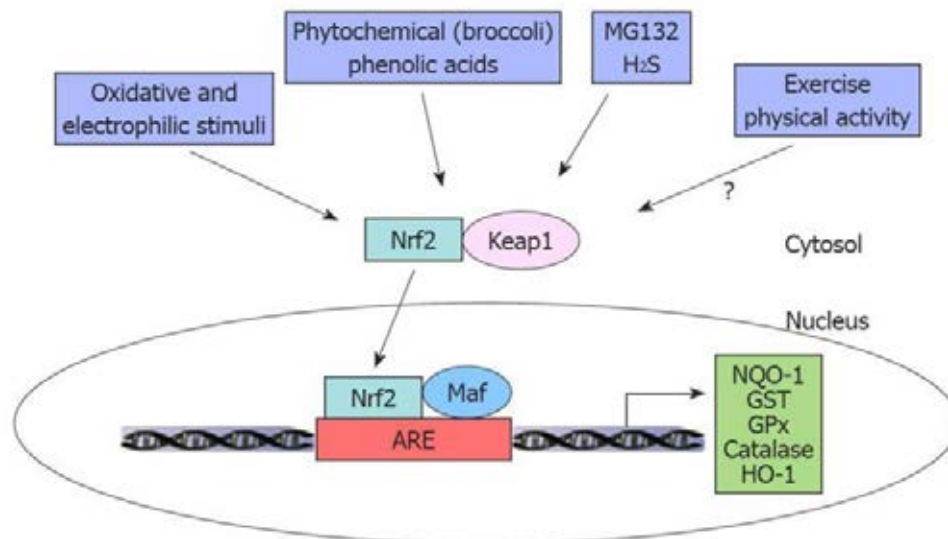 Phytochemical (broccoli)
phenolic acids
MG132
H₂S
Oxidative and
electrophilic stimuli
Exercise
physical activity
?
Nrf2
Keap1
Cytosol
Nucleus
Nrf2
Maf
ARE
NQO-1
GST
GPx
Catalase
HO-1